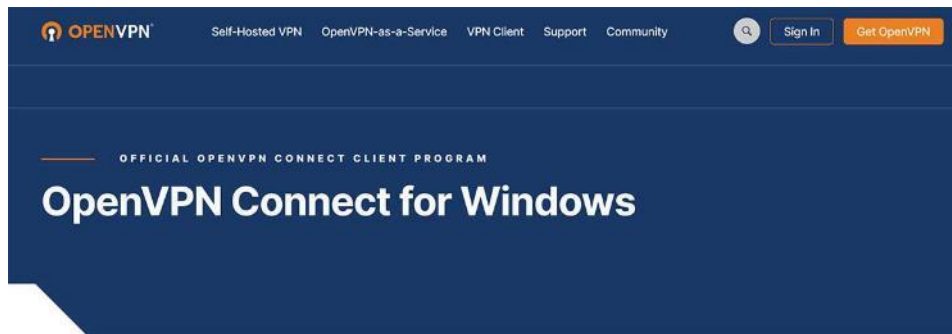 OPENVPN® Self-Hosted VPN OpenVPN-as-a-Service VPN Client Support Community Sign In Get OpenVPN
OFFICIAL OPENVPN CONNECT CLIENT PROGRAM
OpenVPN Connect for Windows